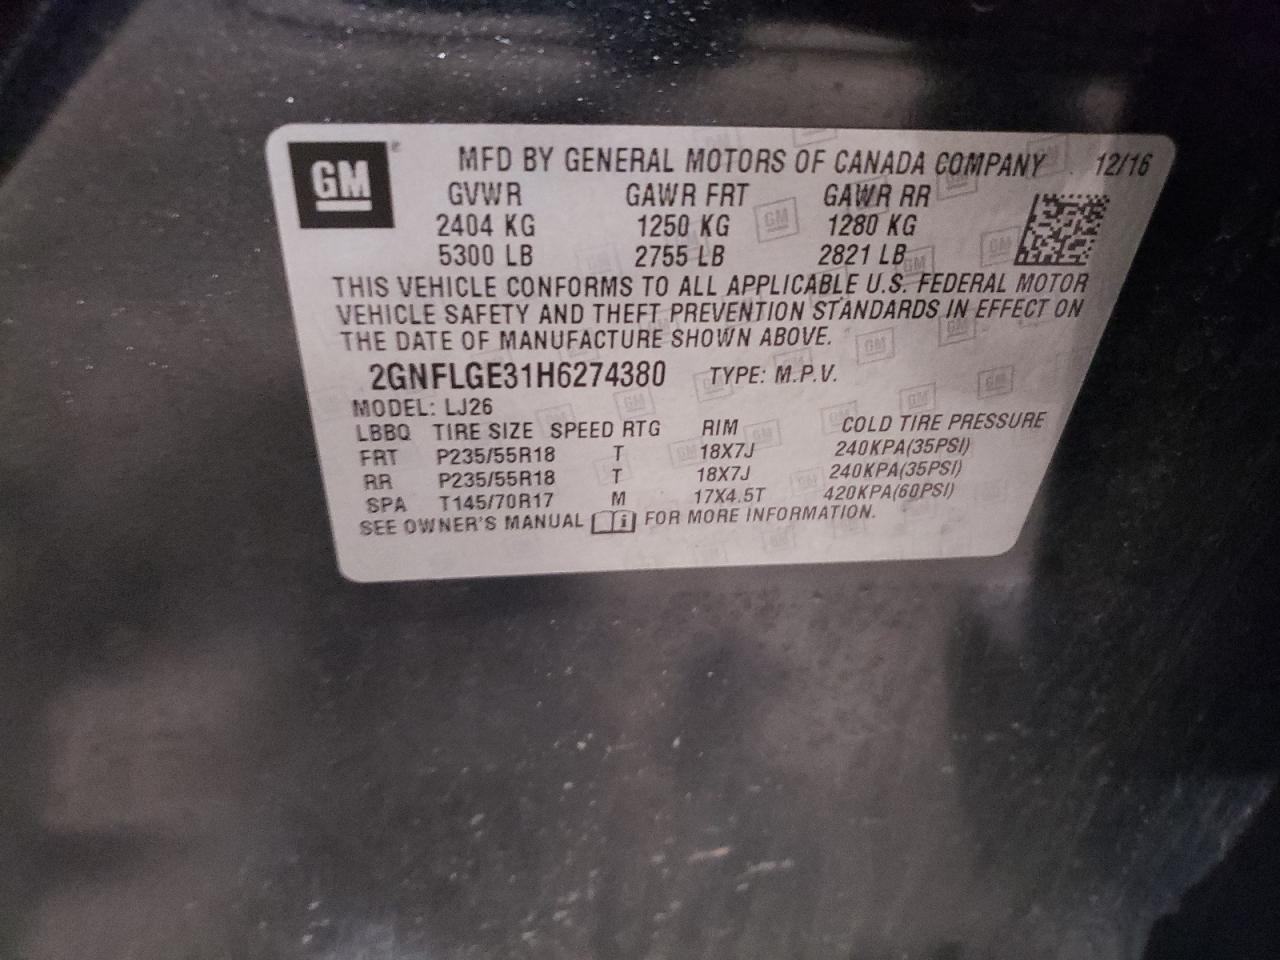 GM® MFD BY GENERAL MOTORS OF CANADA COMPANY 12/16
GVWR GAWR FRT GAWR RR
2404 KG 1250 KG 1280 KG
5300 LB 2755 LB 2821 LB
THIS VEHICLE CONFORMS TO ALL APPLICABLE U.S. FEDERAL MOTOR
VEHICLE SAFETY AND THEFT PREVENTION STANDARDS IN EFFECT ON
THE DATE OF MANUFACTURE SHOWN ABOVE.
2GNFLGE31H6274380 TYPE: M.P.V.
MODEL: LJ26
LBBQ TIRE SIZE SPEED RTG RIM COLD TIRE PRESSURE
FRT P235/55R18 T 18X7J 240KPA(35PSI)
RR P235/55R18 T 18X7J 240KPA(35PSI)
SPA T145/70R17 M 17X4.5T 420KPA(60PSI)
SEE OWNER'S MANUAL i FOR MORE INFORMATION.